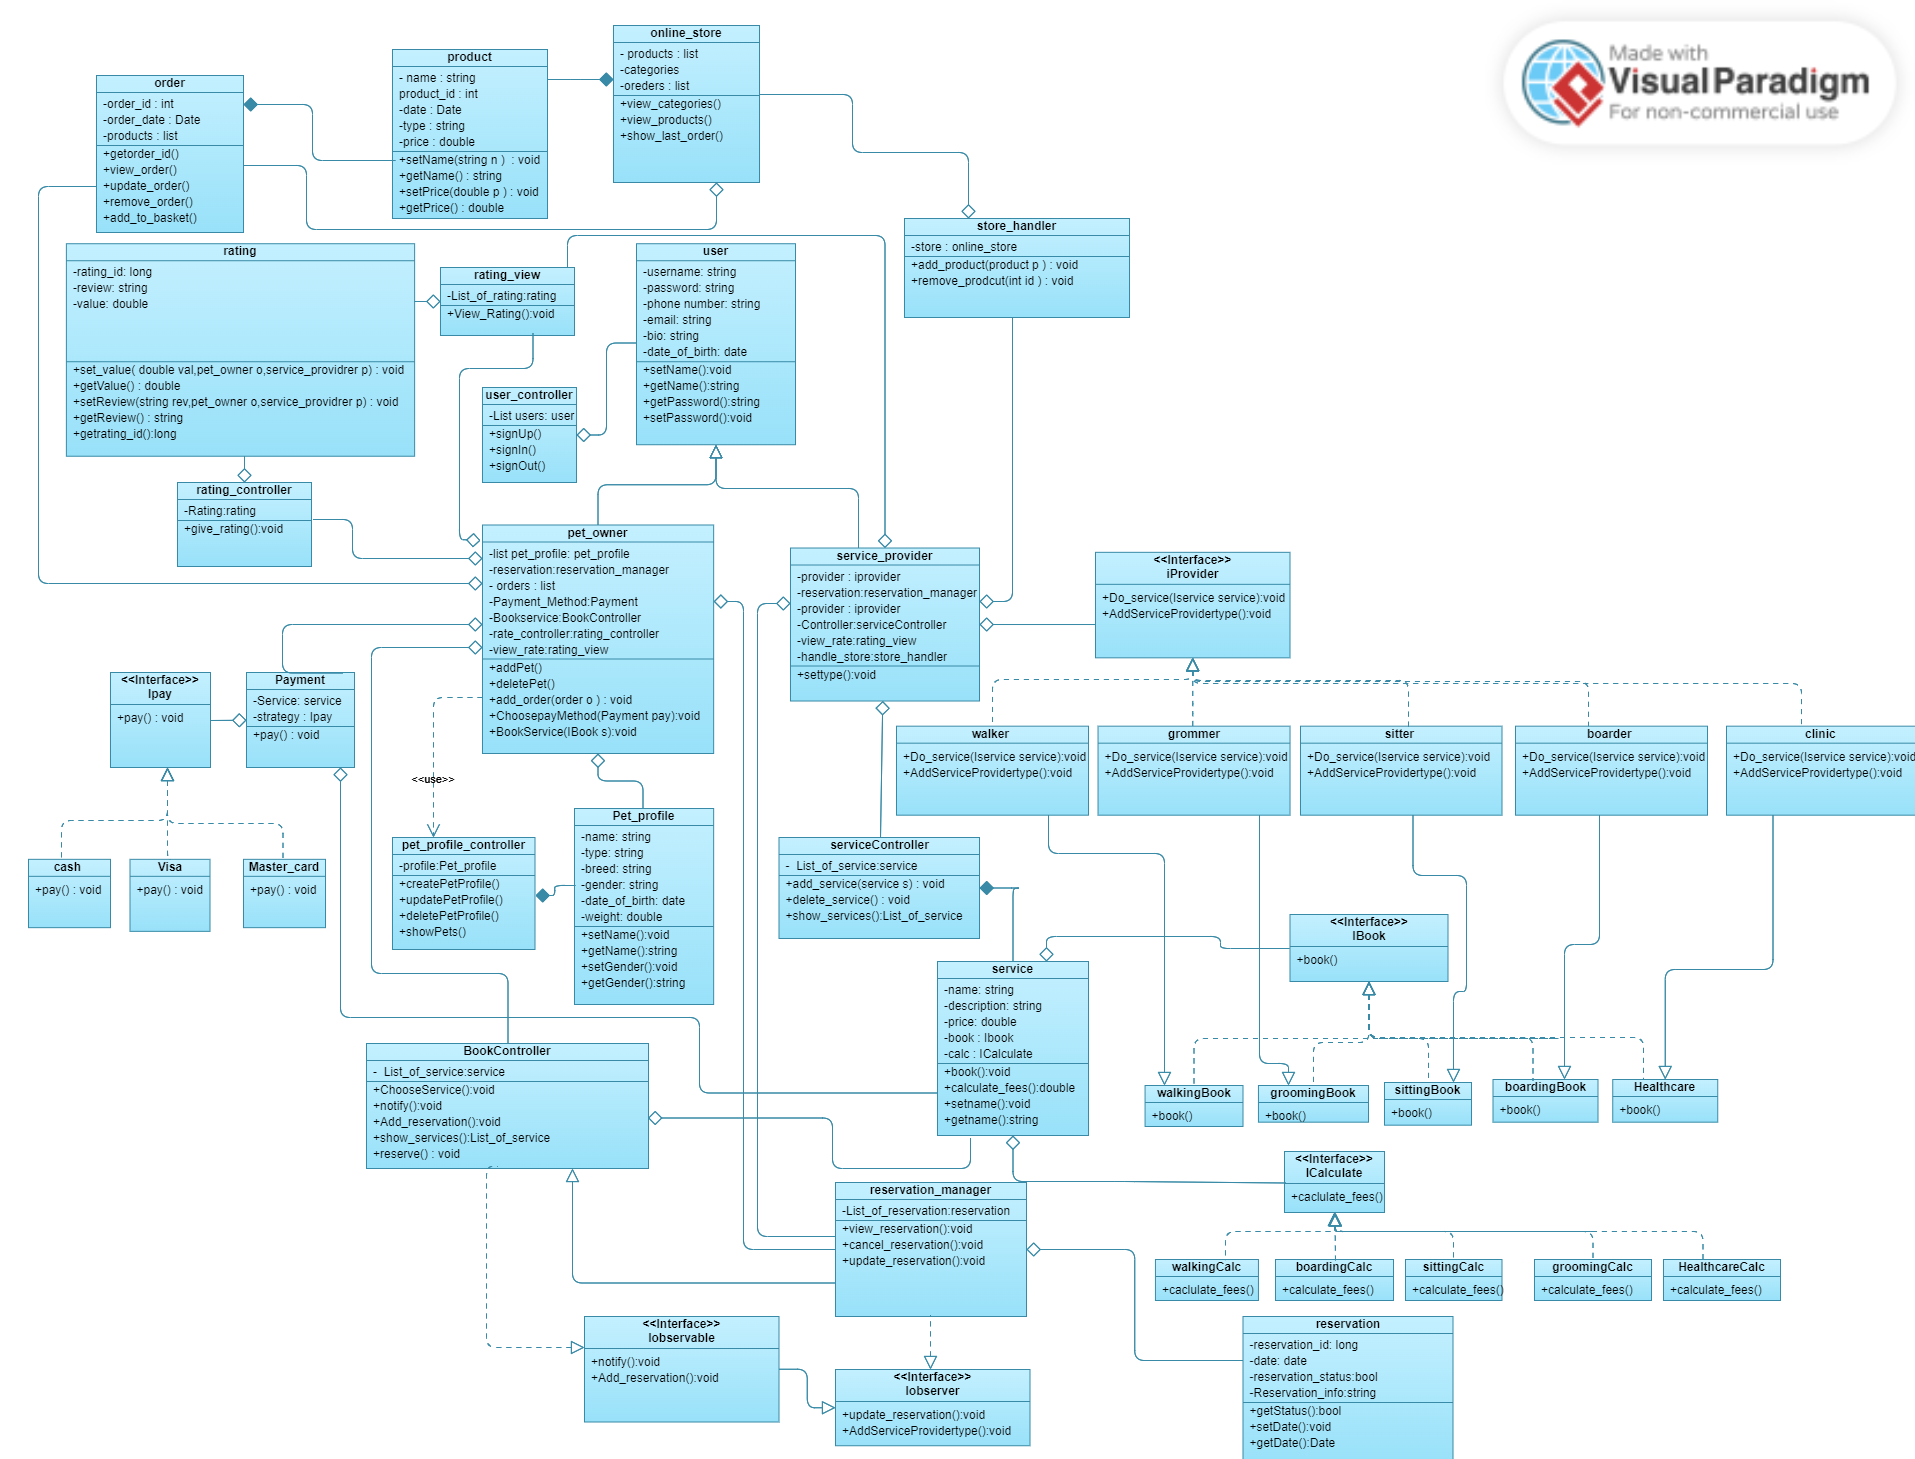 Made with
Visual Paradigm
For non-commercial use
online_store
- products : list
-categories
-oreders : list
+view_categories()
+view_products()
+show_last_order()
product
- name : string
product_id : int
-date : Date
-type : string
-price : double
+setName(string n ) : void
+getName() : string
+setPrice(double p ) : void
+getPrice() : double
order
-order_id : int
-order_date : Date
-products : list
+getorder_id()
+view_order()
+update_order()
+remove_order()
+add_to_basket()
store_handler
-store : online_store
+add_product(product p ) : void
+remove_prodcut(int id ) : void
rating
-rating_id: long
-review: string
-value: double
+set_value( double val,pet_owner o,service_providrer p) : void
+getValue() : double
+setReview(string rev,pet_owner o,service_providrer p) : void
+getReview() : string
+getrating_id():long
rating_view
-List_of_rating:rating
+View_Rating():void
user
-username: string
-password: string
-phone number: string
-email: string
-bio: string
-date_of_birth: date
+setName():void
+getName():string
+getPassword():string
+setPassword():void
user_controller
-List users: user
+signUp()
+signIn()
+signOut()
rating_controller
-Rating:rating
+give_rating():void
pet_owner
-list pet_profile: pet_profile
-reservation:reservation_manager
- orders : list
-Payment_Method:Payment
-Bookservice:BookController
-rate_controller:rating_controller
-view_rate:rating_view
+addPet()
+deletePet()
+add_order(order o ) : void
+ChoosepayMethod(Payment pay):void
+BookService(IBook s):void
service_provider
-provider : iprovider
-reservation:reservation_manager
-provider : iprovider
-Controller:serviceController
-view_rate:rating_view
-handle_store:store_handler
+settype():void
<<Interface>>
iProvider
+Do_service(Iservice service):void
+AddServiceProvidertype():void
<<Interface>>
Ipay
+pay() : void
Payment
-Service: service
-strategy : Ipay
+pay() : void
<<use>>
walker
+Do_service(Iservice service):void
+AddServiceProvidertype():void
grommer
+Do_service(Iservice service):void
+AddServiceProvidertype():void
sitter
+Do_service(Iservice service):void
+AddServiceProvidertype():void
boarder
+Do_service(Iservice service):void
+AddServiceProvidertype():void
clinic
+Do_service(Iservice service):void
+AddServiceProvidertype():void
cash
+pay() : void
Visa
+pay() : void
Master_card
+pay() : void
pet_profile_controller
-profile:Pet_profile
+createPetProfile()
+updatePetProfile()
+deletePetProfile()
+showPets()
Pet_profile
-name: string
-type: string
-breed: string
-gender: string
-date_of_birth: date
-weight: double
+setName():void
+getName():string
+setGender():void
+getGender():string
serviceController
- List_of_service:service
+add_service(service s) : void
+delete_service() : void
+show_services():List_of_service
<<Interface>>
IBook
+book()
service
-name: string
-description: string
-price: double
-book : Ibook
-calc : ICalculate
+book():void
+calculate_fees():double
+setname():void
+getname():string
BookController
- List_of_service:service
+ChooseService():void
+notify():void
+Add_reservation():void
+show_services():List_of_service
+reserve() : void
walkingBook
+book()
groomingBook
+book()
sittingBook
+book()
boardingBook
+book()
Healthcare
+book()
<<Interface>>
ICalculate
+caclulate_fees()
reservation_manager
-List_of_reservation:reservation
+view_reservation():void
+cancel_reservation():void
+update_reservation():void
walkingCalc
+caclulate_fees()
boardingCalc
+calculate_fees()
sittingCalc
+calculate_fees()
groomingCalc
+calculate_fees()
HealthcareCalc
+calculate_fees()
<<Interface>>
Iobservable
+notify():void
+Add_reservation():void
<<Interface>>
Iobserver
+update_reservation():void
+AddServiceProvidertype():void
reservation
-reservation_id: long
-date: date
-reservation_status:bool
-Reservation_info:string
+getStatus():bool
+setDate():void
+getDate():Date